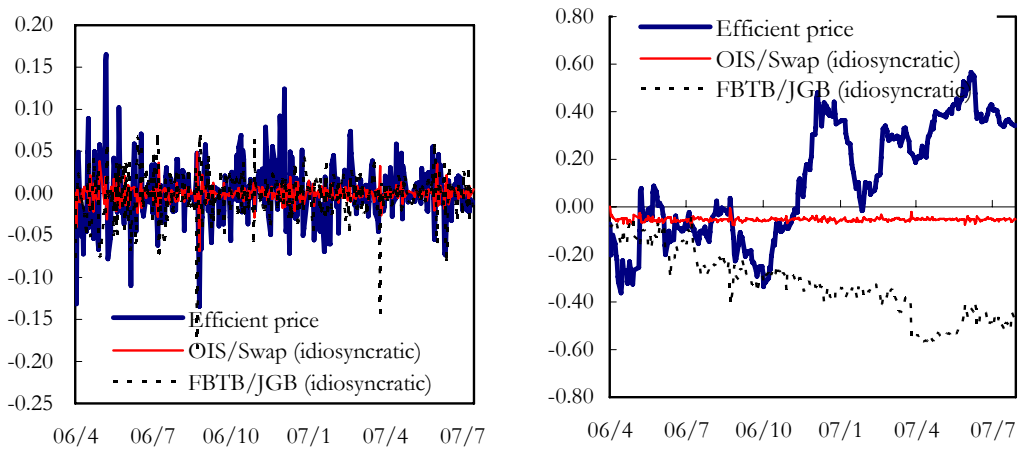 0.20
0.15
0.10
0.05
0.00
-0.05
-0.10
-0.15
-0.20
-0.25
Efficient price
OIS/Swap (idiosyncratic)
FBTB/JGB (idiosyncratic)
06/4 06/7 06/10 07/1 07/4 07/7
0.80
0.60
0.40
0.20
0.00
-0.20
-0.40
-0.60
-0.80
Efficient price
OIS/Swap (idiosyncratic)
FBTB/JGB (idiosyncratic)
06/4 06/7 06/10 07/1 07/4 07/7